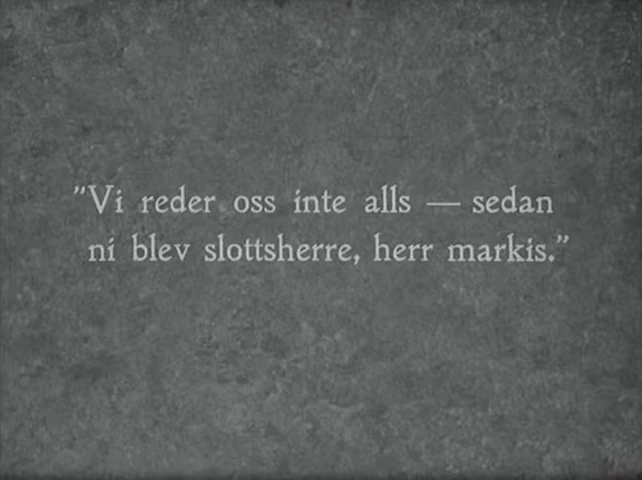 "Vi reder oss inte alls — sedan
ni blev slottsherre, herr markis."